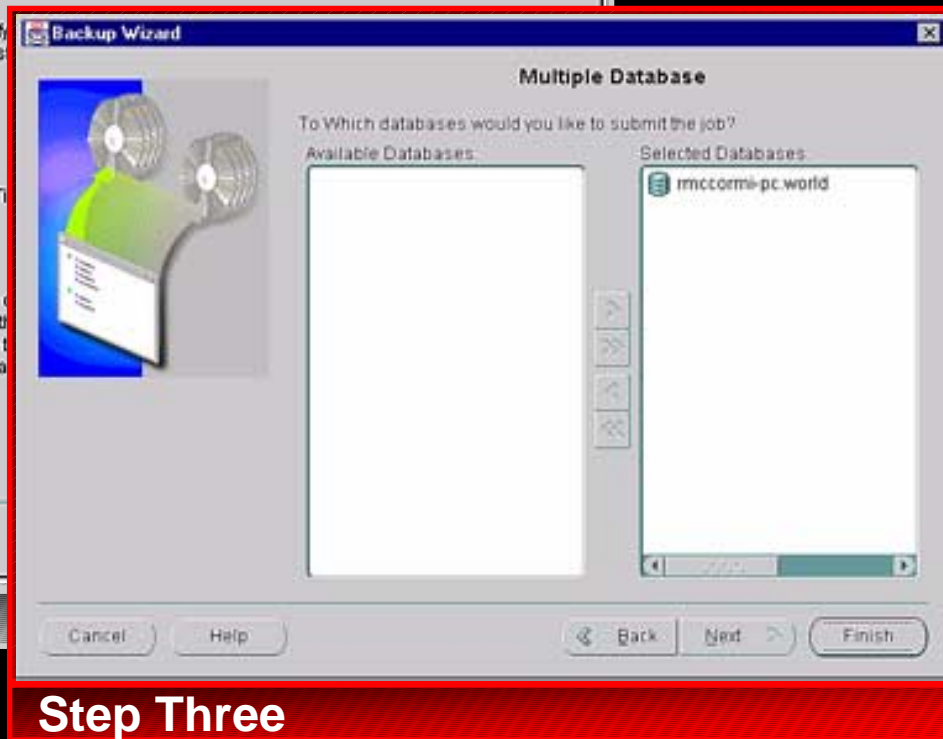 Backup Wizard
Multiple Database
To Which databases would you like to submit the job?
Available Databases:
Selected Databases
rmccormi-pc.world
Cancel
Help
Back
Next
Finish
Step Three